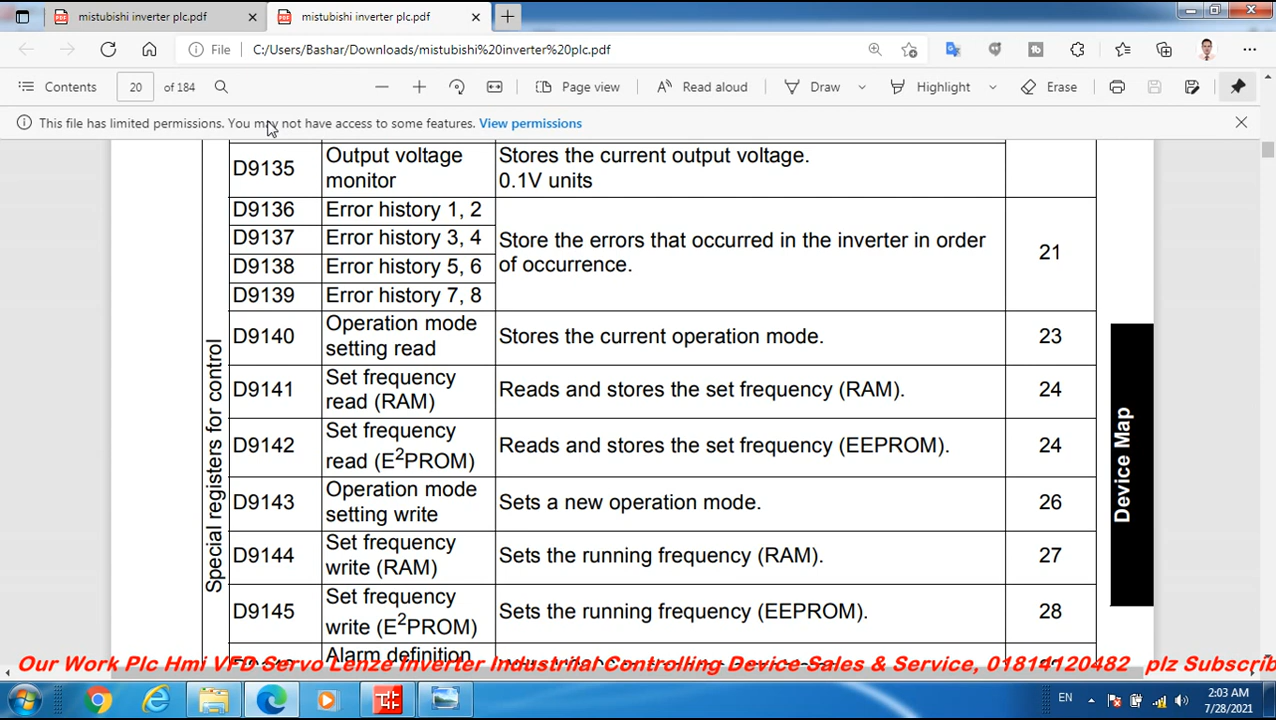 mistubishi inverter plc.pdf
mistubishi inverter plc.pdf
File
C:/Users/Bashar/Downloads/mistubishi%20inverter%20plc.pdf
Contents
20
of 184
Page view
Read aloud
Draw
Highlight
Erase
This file has limited permissions. You may not have access to some features. View permissions
D9135
Output voltage
monitor
Stores the current output voltage.
0.1V units
D9136
Error history 1, 2
D9137
Error history 3, 4
D9138
Error history 5, 6
D9139
Error history 7, 8
Store the errors that occurred in the inverter in order
of occurrence.
21
D9140
Operation mode
setting read
Stores the current operation mode.
23
D9141
Set frequency
read (RAM)
Reads and stores the set frequency (RAM).
24
D9142
Set frequency
read (E²PROM)
Reads and stores the set frequency (EEPROM).
24
D9143
Operation mode
setting write
Sets a new operation mode.
26
D9144
Set frequency
write (RAM)
Sets the running frequency (RAM).
27
D9145
Set frequency
write (E²PROM)
Sets the running frequency (EEPROM).
28
Alarm definition
Special registers for control
Device Map
Our Work Plc Hmi VFD Servo Lenze Inverter Industrital Controlling device Sales & Service, 01814120482 plz Subscrib
EN
2:03 AM
7/28/2021